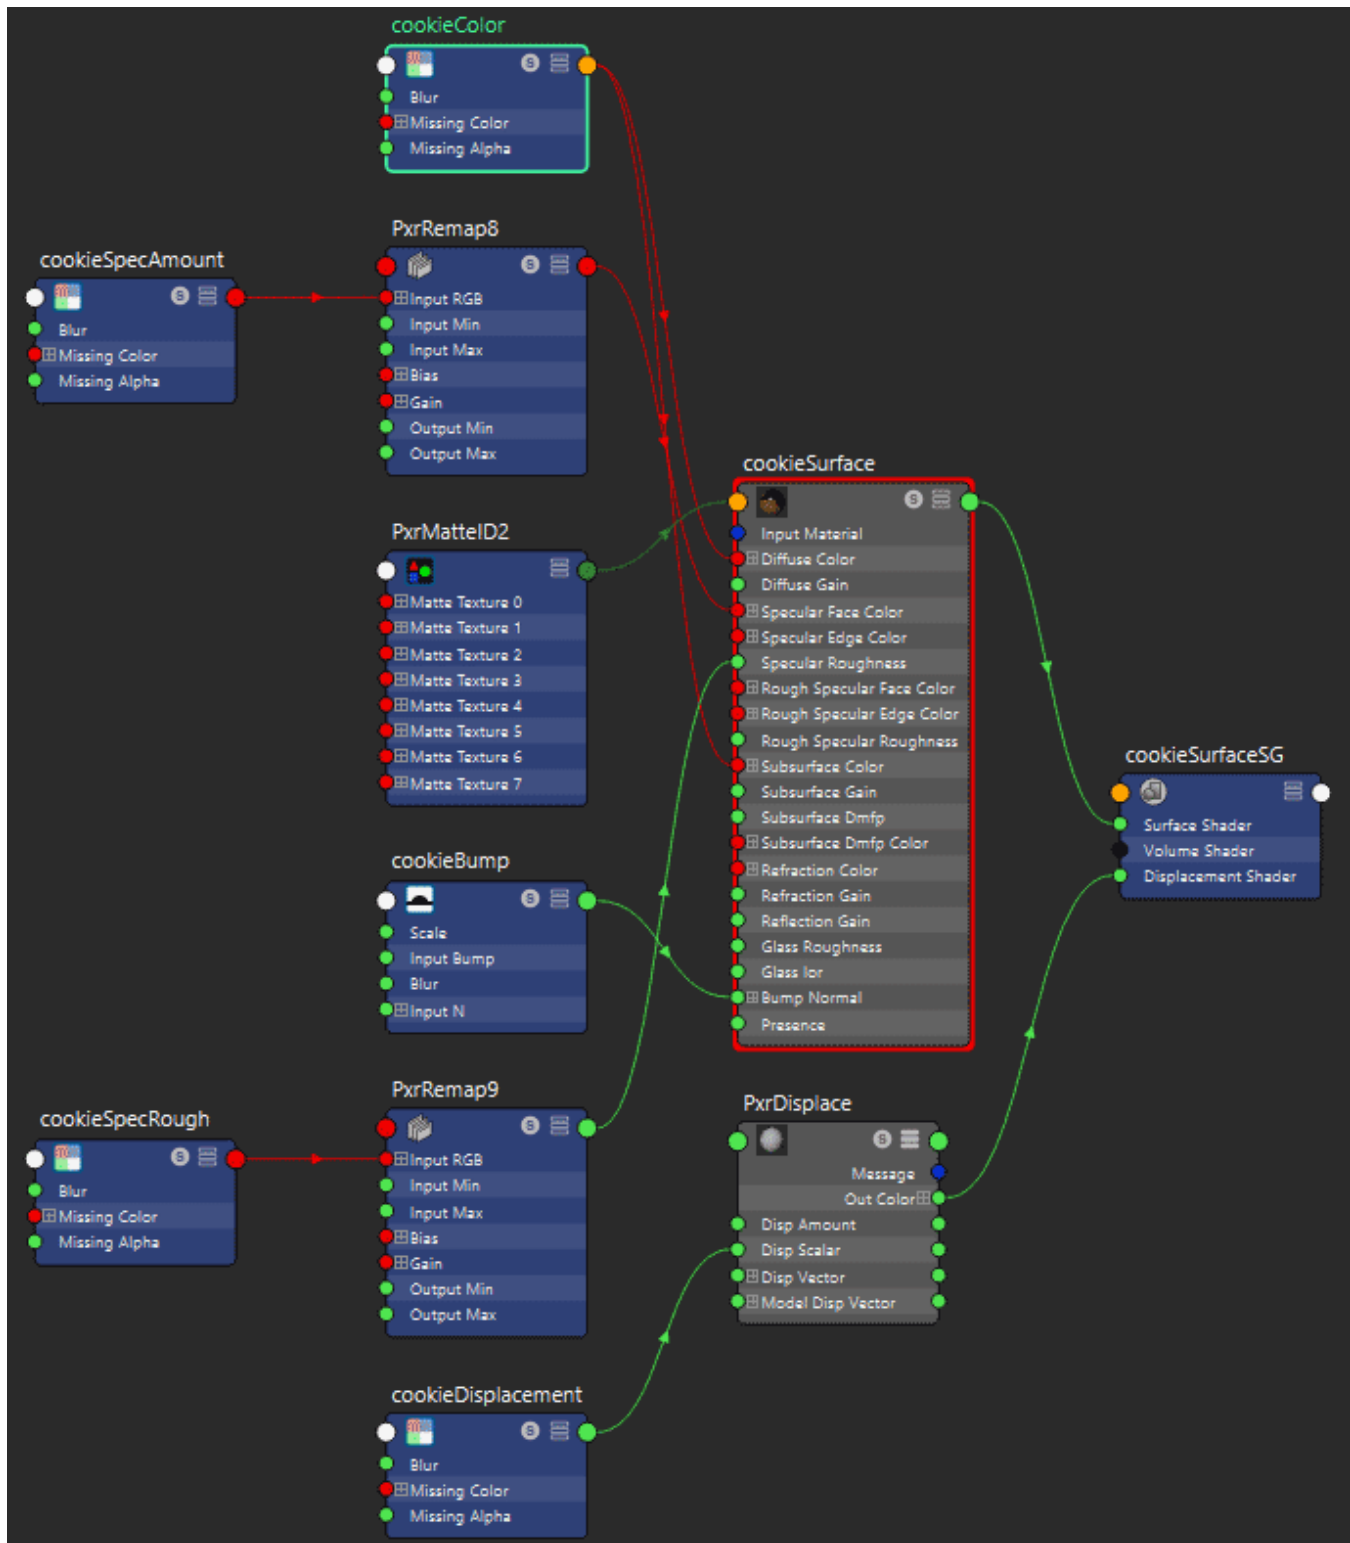 cookieColor
S
Blur
Missing Color
Missing Alpha
cookieSpecAmount
S
Blur
Missing Color
Missing Alpha
PxrRemap8
S
Input RGB
Input Min
Input Max
Bias
Gain
Output Min
Output Max
PxrMatteID2
Matte Texture 0
Matte Texture 1
Matte Texture 2
Matte Texture 3
Matte Texture 4
Matte Texture 5
Matte Texture 6
Matte Texture 7
cookieBump
S
Scale
Input Bump
Blur
Input N
cookieSpecRough
S
Blur
Missing Color
Missing Alpha
PxrRemap9
S
Input RGB
Input Min
Input Max
Bias
Gain
Output Min
Output Max
cookieDisplacement
S
Blur
Missing Color
Missing Alpha
cookieSurface
S
Input Material
Diffuse Color
Diffuse Gain
Specular Face Color
Specular Edge Color
Specular Roughness
Rough Specular Face Color
Rough Specular Edge Color
Rough Specular Roughness
Subsurface Color
Subsurface Gain
Subsurface Dmfp
Subsurface Dmfp Color
Refraction Color
Refraction Gain
Reflection Gain
Glass Roughness
Glass Ior
Bump Normal
Presence
PxrDisplace
S
Message
Out Color
Disp Amount
Disp Scalar
Disp Vector
Model Disp Vector
cookieSurfaceSG
Surface Shader
Volume Shader
Displacement Shader